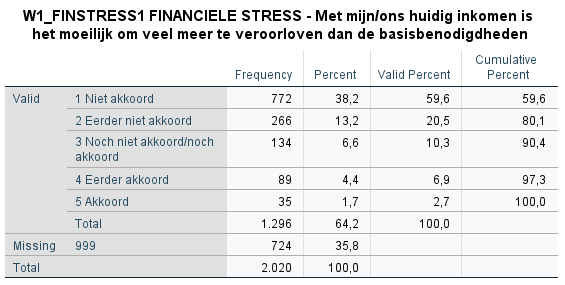 W1_FINSTRESS1 FINANCIELE STRESS - Met mijn/ons huidig inkomen is
het moeilijk om veel meer te veroorloven dan de basisbenodigdheden
Frequency Percent Valid Percent Cumulative Percent
Valid 1 Niet akkoord 772 38,2 59,6 59,6
2 Eerder niet akkoord 266 13,2 20,5 80,1
3 Noch niet akkoord/noch akkoord 134 6,6 10,3 90,4
4 Eerder akkoord 89 4,4 6,9 97,3
5 Akkoord 35 1,7 2,7 100,0
Total 1.296 64,2 100,0
Missing 999 724 35,8
Total 2.020 100,0